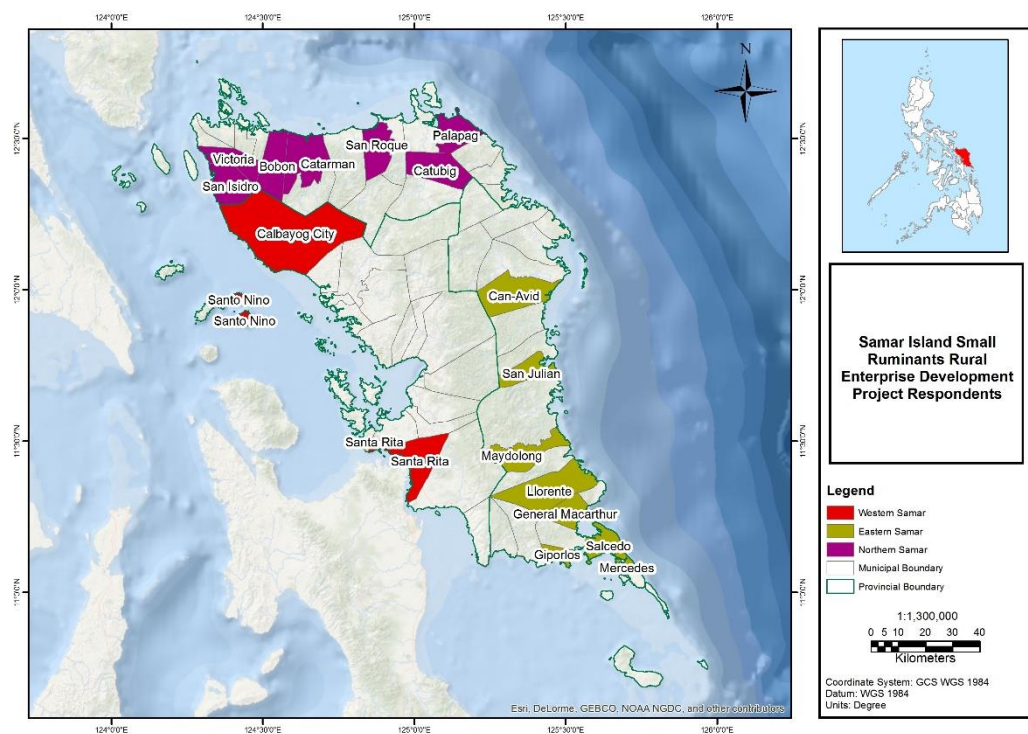 124°0'0"E
124°30'0"E
125°0'0"E
125°30'0"E
126°0'0"E
N
12°30'0"N
12°30'0"N
Palapag
San Roque
Victoria
Bobon
Catarman
Catubig
San Isidro
Calbayog City
12°0'0"N
12°0'0"N
Can-Avid
Santo Nino
Santo Nino
San Julian
11°30'0"N
11°30'0"N
Santa Rita
Santa Rita
Maydolong
Llorente
General Macarthur
Salcedo
Giporlos
Mercedes
11°0'0"N
11°0'0"N
Esri, DeLorme, GEBCO, NOAA NGDC, and other contributors
124°0'0"E
124°30'0"E
125°0'0"E
125°30'0"E
126°0'0"E
Samar Island Small
Ruminants Rural
Enterprise Development
Project Respondents
Legend
Western Samar
Eastern Samar
Northern Samar
Municipal Boundary
Provincial Boundary
1:1,300,000
0 5 10 20 30 40
Kilometers
Coordinate System: GCS WGS 1984
Datum: WGS 1984
Units: Degree